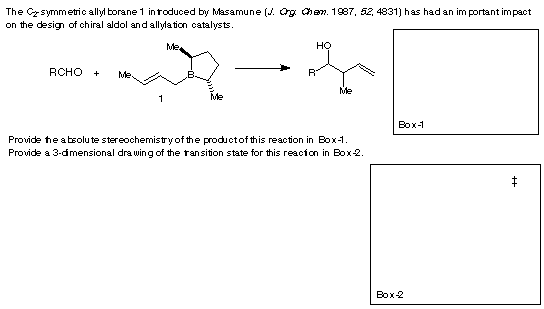 The C2-symmetric allylborane 1 introduced by Masamune (J. Org. Chem. 1987, 52, 4831) has had an important impact
on the design of chiral aldol and allylation catalysts.
Me
HO
RCHO + Me B R
Me
1 Me
Box-1
Provide the absolute stereochemistry of the product of this reaction in Box-1.
Provide a 3-dimensional drawing of the transition state for this reaction in Box-2.
‡
Box-2